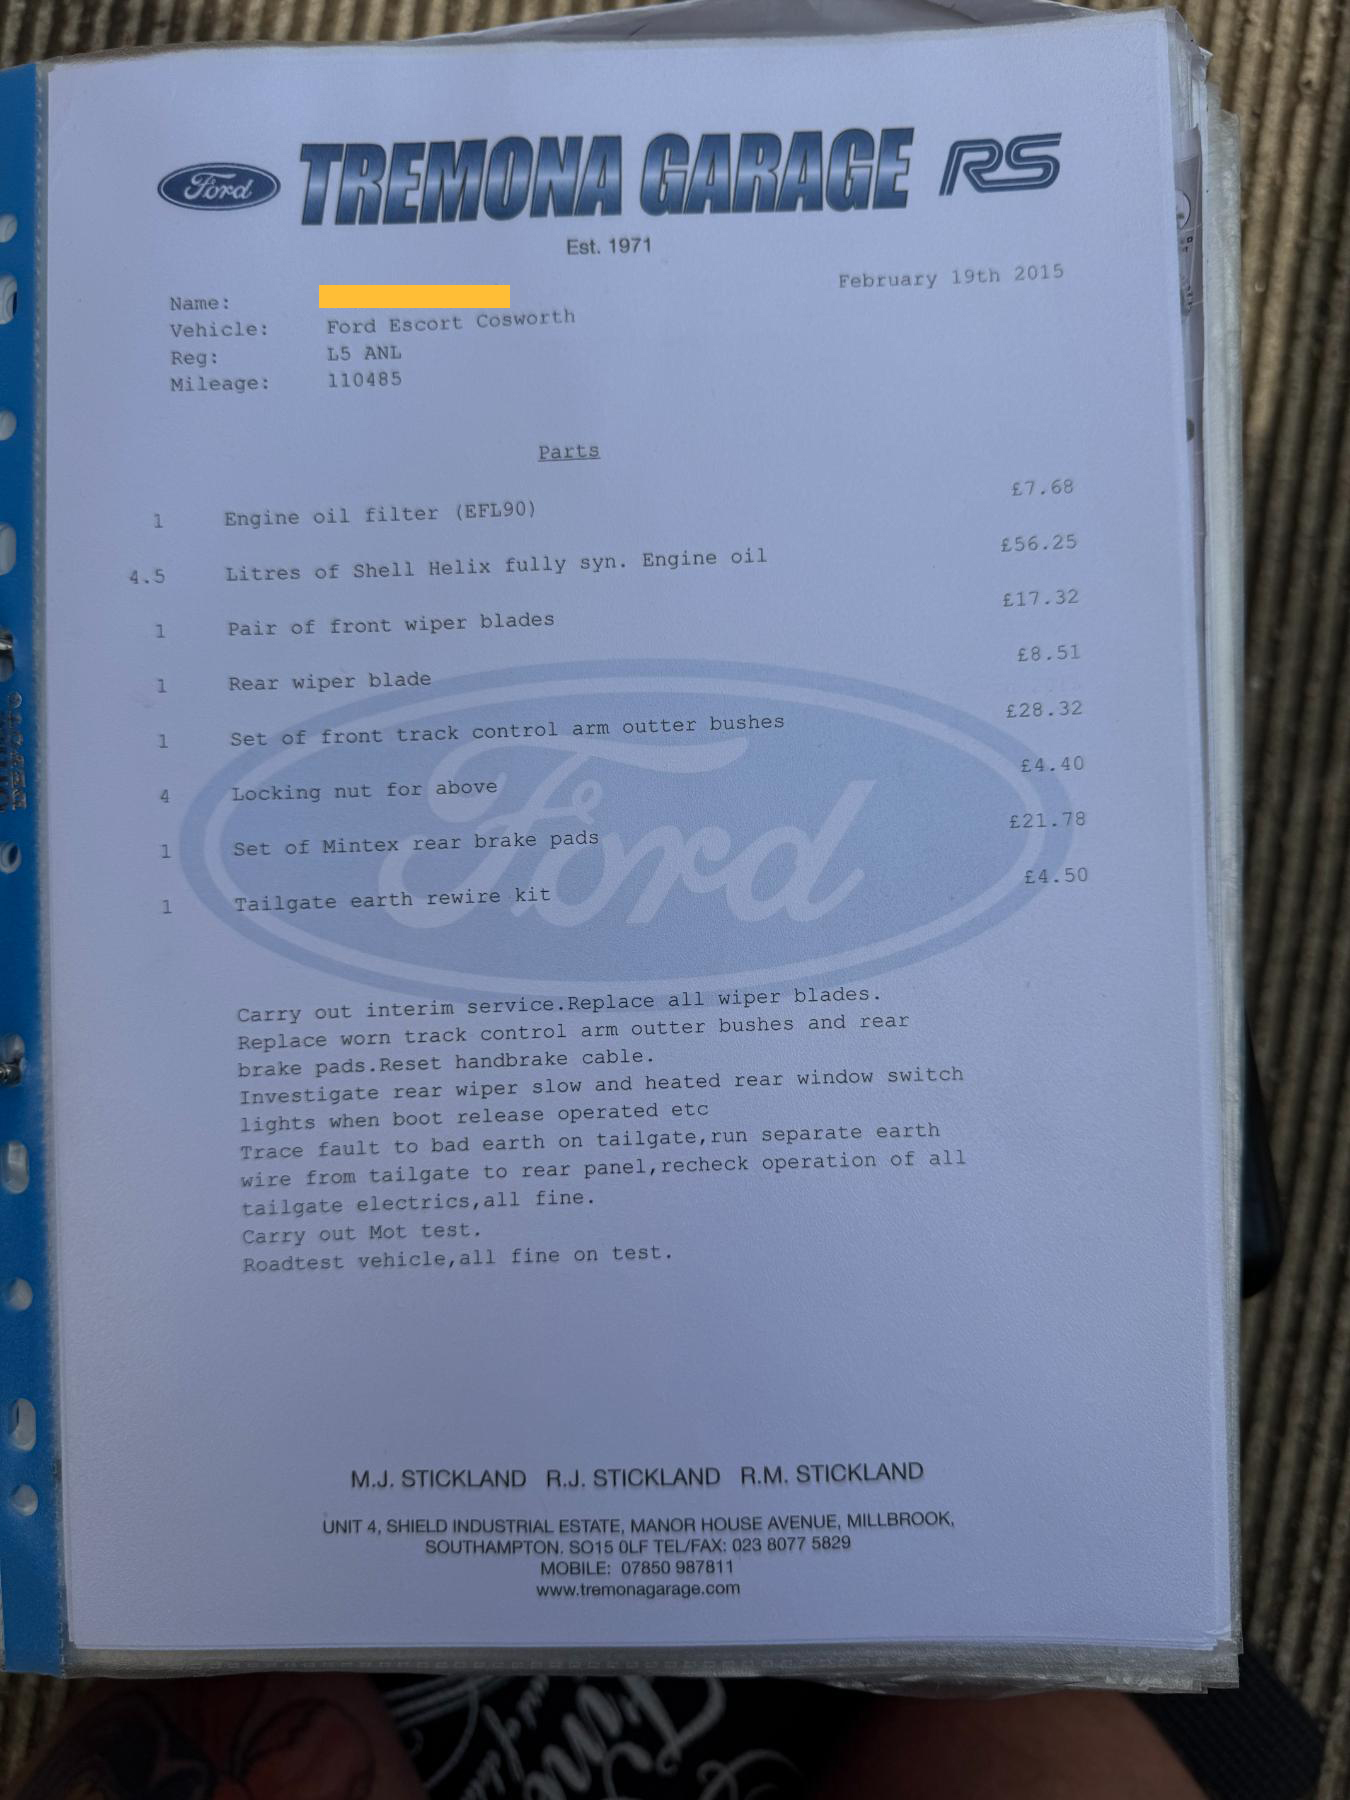 Ford TREMONA GARAGE RS
Est. 1971
February 19th 2015
Name:
Vehicle: Ford Escort Cosworth
Reg: L5 ANL
Mileage: 110485
Parts
1 Engine oil filter (EFL90) £7.68
4.5 Litres of Shell Helix fully syn. Engine oil £56.25
1 Pair of front wiper blades £17.32
1 Rear wiper blade £8.51
1 Set of front track control arm outter bushes £28.32
4 Locking nut for above £4.40
1 Set of Mintex rear brake pads £21.78
1 Tailgate earth rewire kit £4.50
Ford
Carry out interim service.Replace all wiper blades.
Replace worn track control arm outter bushes and rear
brake pads.Reset handbrake cable.
Investigate rear wiper slow and heated rear window switch
lights when boot release operated etc
Trace fault to bad earth on tailgate,run separate earth
wire from tailgate to rear panel,recheck operation of all
tailgate electrics,all fine.
Carry out Mot test.
Roadtest vehicle,all fine on test.
M.J. STICKLAND R.J. STICKLAND R.M. STICKLAND
UNIT 4, SHIELD INDUSTRIAL ESTATE, MANOR HOUSE AVENUE, MILLBROOK,
SOUTHAMPTON. SO15 0LF TEL/FAX: 023 8077 5829
MOBILE: 07850 987811
www.tremonagarage.com